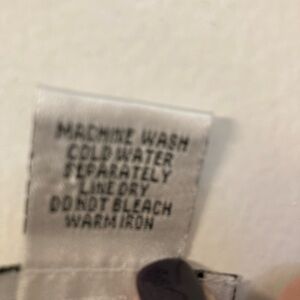 MACHINE WASH
COLD WATER
SEPARATELY
LINE DRY
DO NOT BLEACH
WARM IRON